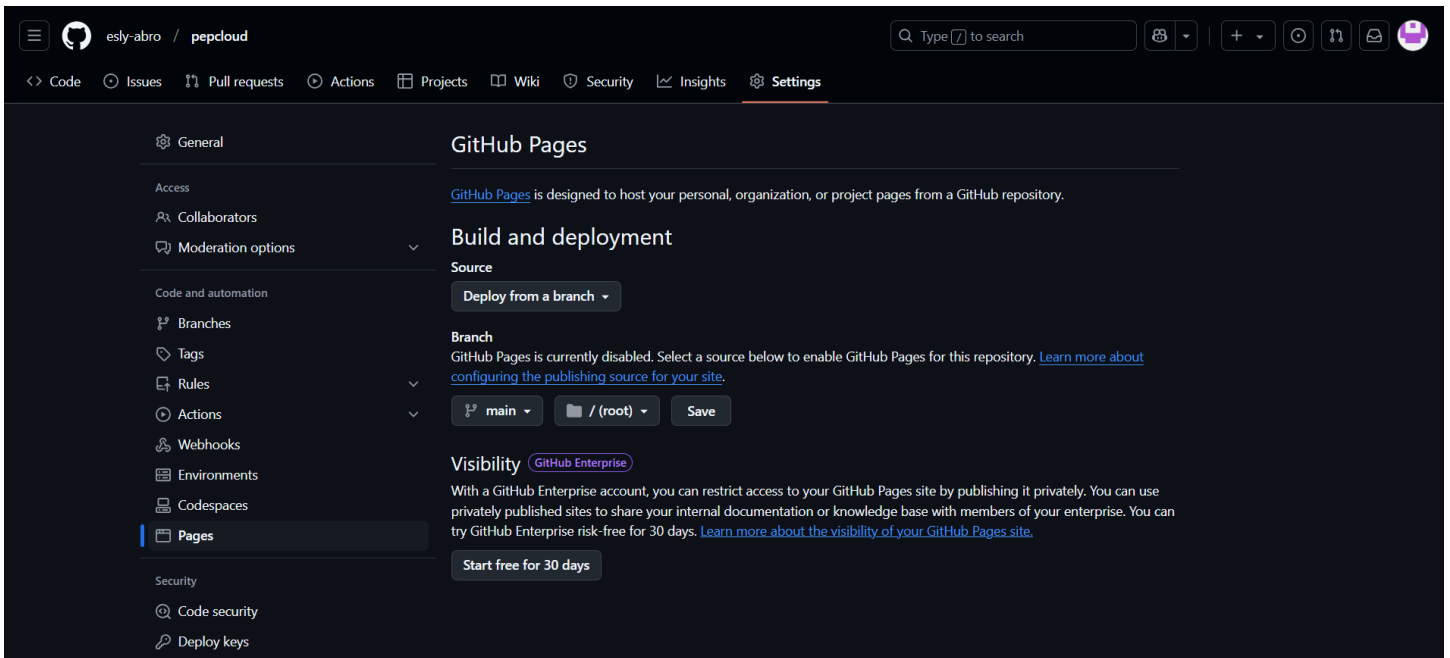 esly-abro / pepcloud
Type / to search
Code
Issues
Pull requests
Actions
Projects
Wiki
Security
Insights
Settings
General
Access
Collaborators
Moderation options
Code and automation
Branches
Tags
Rules
Actions
Webhooks
Environments
Codespaces
Pages
Security
Code security
Deploy keys
GitHub Pages
GitHub Pages is designed to host your personal, organization, or project pages from a GitHub repository.
Build and deployment
Source
Deploy from a branch
Branch
GitHub Pages is currently disabled. Select a source below to enable GitHub Pages for this repository. Learn more about
configuring the publishing source for your site.
main
/ (root)
Save
Visibility GitHub Enterprise
With a GitHub Enterprise account, you can restrict access to your GitHub Pages site by publishing it privately. You can use
privately published sites to share your internal documentation or knowledge base with members of your enterprise. You can
try GitHub Enterprise risk-free for 30 days. Learn more about the visibility of your GitHub Pages site.
Start free for 30 days